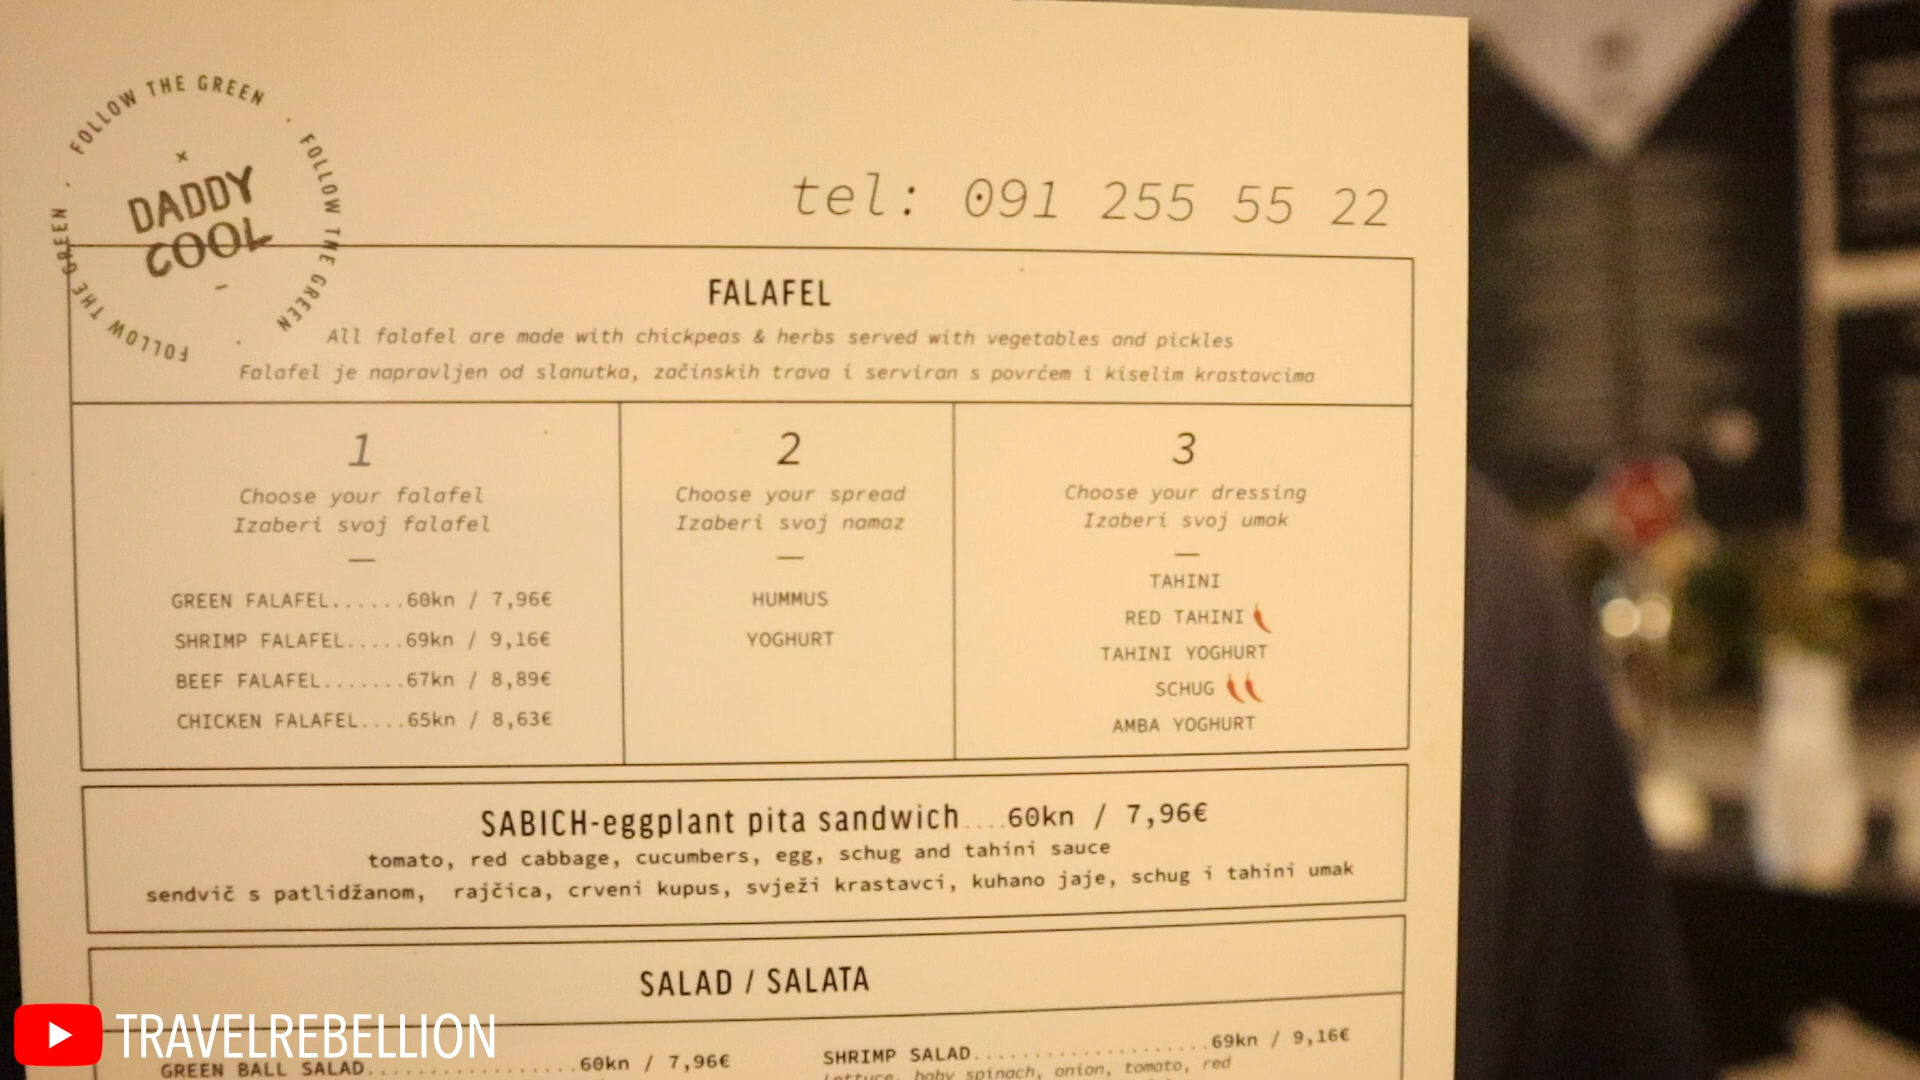 FOLLOW THE GREEN · FOLLOW THE GREEN · FOLLOW THE GREEN ·
DADDY
COOL
tel: 091 255 55 22
FALAFEL
All falafel are made with chickpeas & herbs served with vegetables and pickles
Falafel je napravljen od slanutka, začinskih trava i serviran s povrćem i kiselim krastavcima
1
Choose your falafel
Izaberi svoj falafel
GREEN FALAFEL......60kn / 7,96€
SHRIMP FALAFEL.....69kn / 9,16€
BEEF FALAFEL.......67kn / 8,89€
CHICKEN FALAFEL....65kn / 8,63€
2
Choose your spread
Izaberi svoj namaz
HUMMUS
YOGHURT
3
Choose your dressing
Izaberi svoj umak
TAHINI
RED TAHINI
TAHINI YOGHURT
SCHUG
AMBA YOGHURT
SABICH-eggplant pita sandwich....60kn / 7,96€
tomato, red cabbage, cucumbers, egg, schug and tahini sauce
sendvič s patlidžanom, rajčica, crveni kupus, svježi krastavci, kuhano jaje, schug i tahini umak
SALAD / SALATA
GREEN BALL SALAD.................60kn / 7,96€
SHRIMP SALAD....................69kn / 9,16€
Lettuce, baby spinach, onion, tomato, red
TRAVELREBELLION